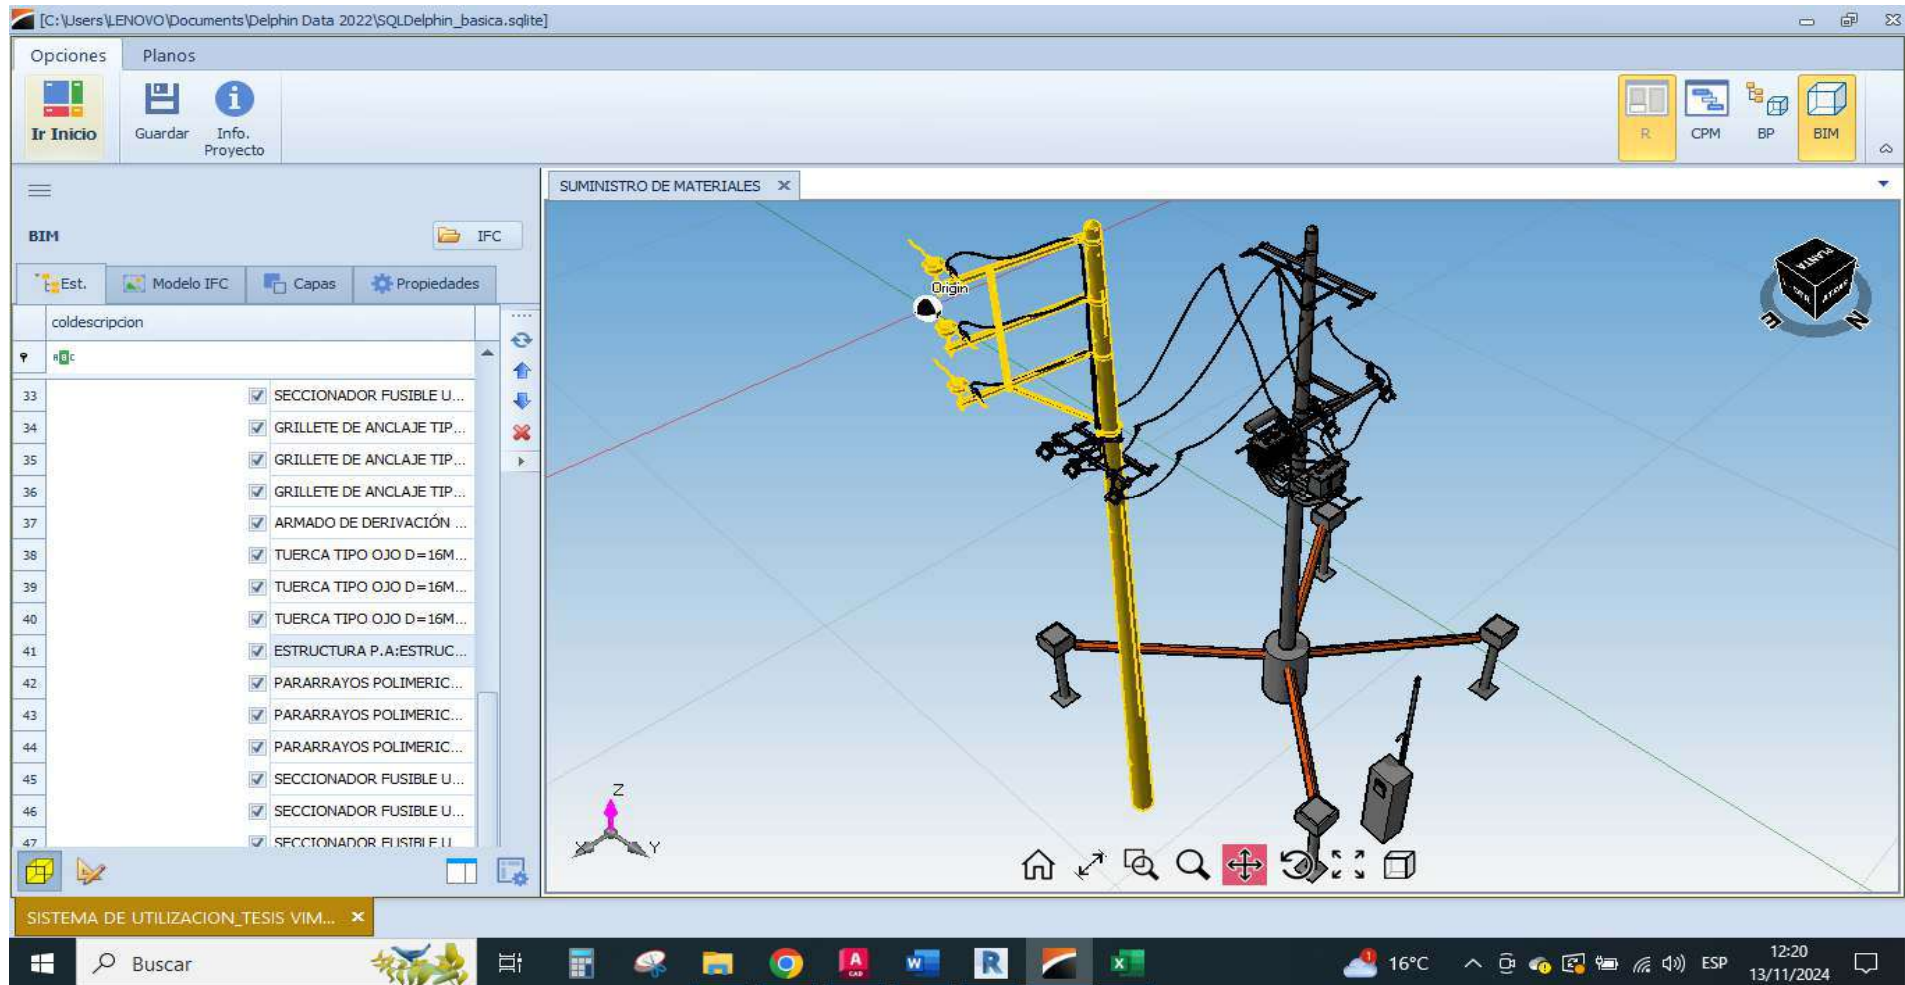 [C:\Users\LENOVO\Documents\Delphin Data 2022\SQLDelphin_basica.sqlite]
Opciones Planos
Ir Inicio
Guardar
Info.
Proyecto
R CPM BP BIM
SUMINISTRO DE MATERIALES
BIM IFC
Est. Modelo IFC Capas Propiedades
coldescripcion
33 SECCIONADOR FUSIBLE U...
34 GRILLETE DE ANCLAJE TIP...
35 GRILLETE DE ANCLAJE TIP...
36 GRILLETE DE ANCLAJE TIP...
37 ARMADO DE DERIVACIÓN ...
38 TUERCA TIPO OJO D=16M...
39 TUERCA TIPO OJO D=16M...
40 TUERCA TIPO OJO D=16M...
41 ESTRUCTURA P.A:ESTRUC...
42 PARARRAYOS POLIMERIC...
43 PARARRAYOS POLIMERIC...
44 PARARRAYOS POLIMERIC...
45 SECCIONADOR FUSIBLE U...
46 SECCIONADOR FUSIBLE U...
47 SECCIONADOR FUSIBLE U
Origin
PLANTA
E N
Z
X Y
SISTEMA DE UTILIZACION_TESIS VIM...
Buscar
16°C
ESP
12:20
13/11/2024